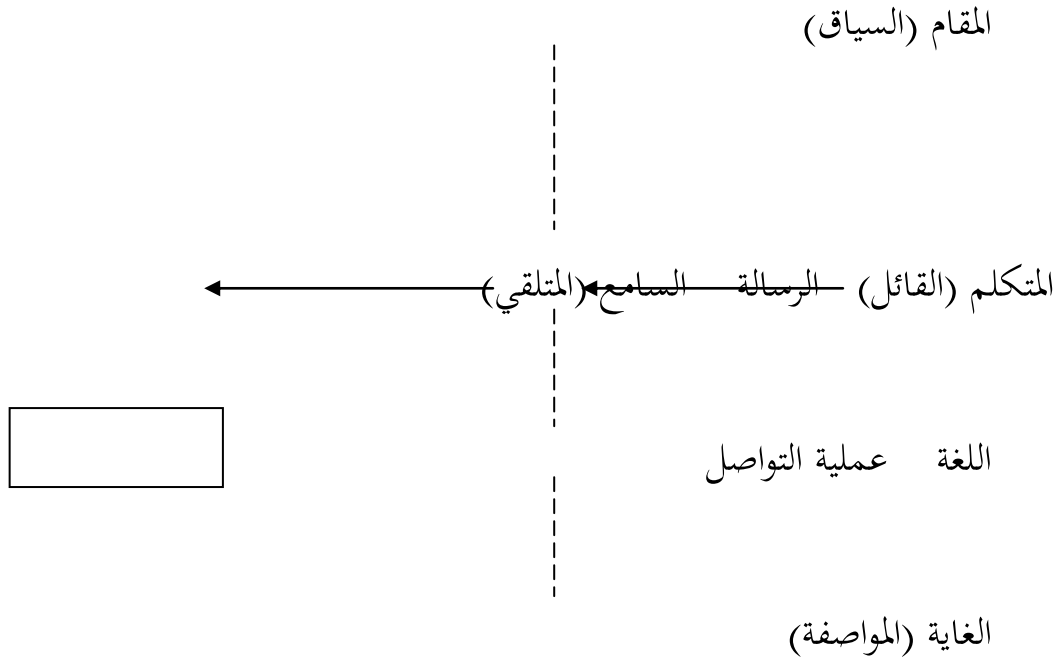 المقام (السياق)
المتكلم (القائل) الرسالة السامع (المتلقي)
اللغة عملية التواصل
الغاية (المواصفة)